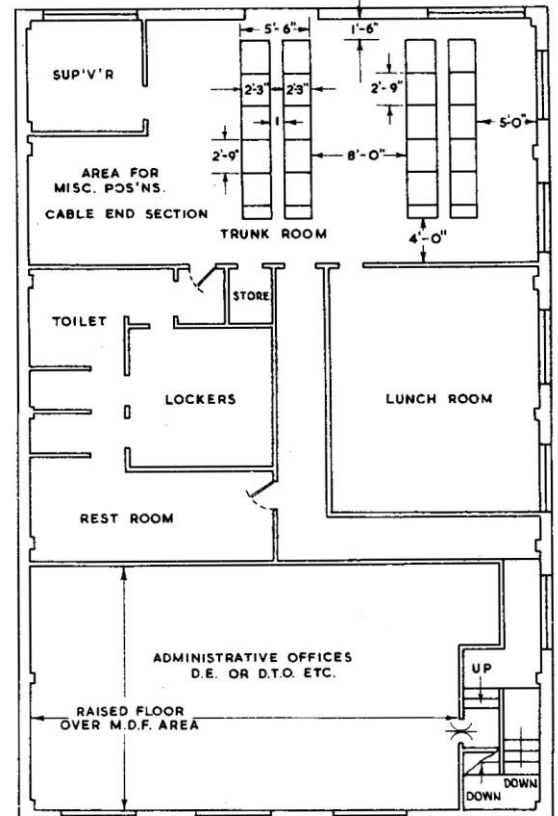 5'-6"
1'-6"
SUP'V'R
2'-3"
2'-3"
2'-9"
1
5'-0"
2'-9"
8'-0"
AREA FOR
MISC. POS'NS.
CABLE END SECTION
TRUNK ROOM
4'-0"
STORE
TOILET
LOCKERS
LUNCH ROOM
REST ROOM
ADMINISTRATIVE OFFICES
D.E. OR D.T.O. ETC.
UP
RAISED FLOOR
OVER M.D.F. AREA
DOWN
DOWN